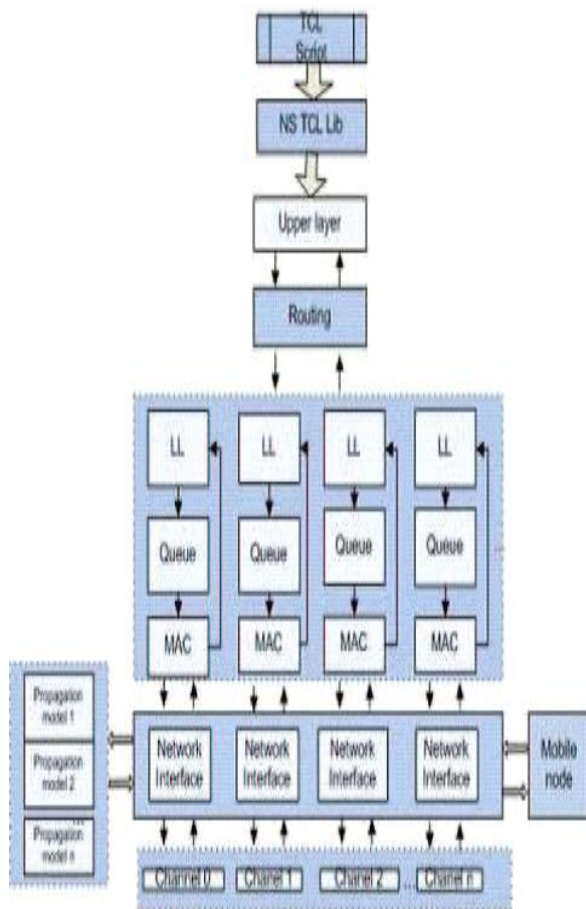 TCL
Script
NS TCL Lib
Upper layer
Routing
LL LL LL LL
Queue Queue Queue Queue
...
MAC MAC MAC MAC
Propagation
model 1
Propagation
model 2
...
Propagation
model n
Network
Interface
Network
Interface
Network
Interface
Network
Interface
Mobile
node
Channel 0 Chanel 1 Chanel 2 ... Chanel n